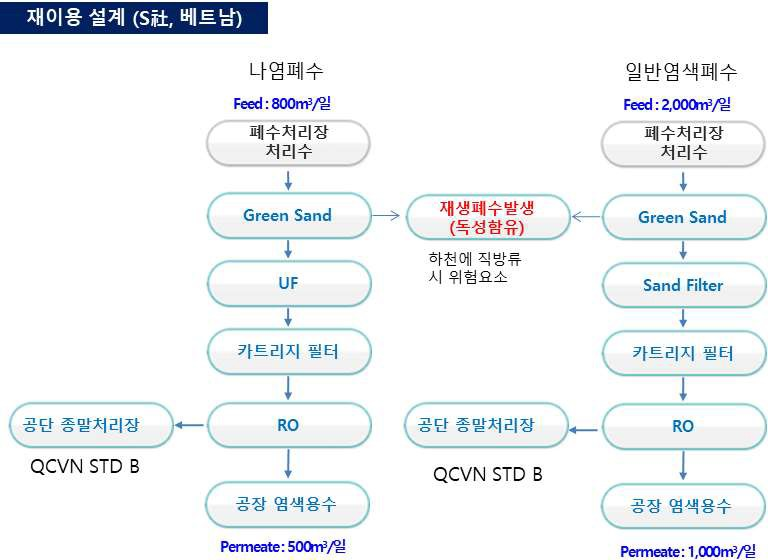 재이용 설계 (S社, 베트남)
나염폐수
Feed : 800m³/일
폐수처리장
처리수
Green Sand
UF
카트리지 필터
RO
공단 종말처리장
QCVN STD B
공장 염색용수
Permeate : 500m³/일
재생폐수발생
(독성함유)
하천에 직방류
시 위험요소
일반염색폐수
Feed : 2,000m³/일
폐수처리장
처리수
Green Sand
Sand Filter
카트리지 필터
RO
공단 종말처리장
QCVN STD B
공장 염색용수
Permeate : 1,000m³/일